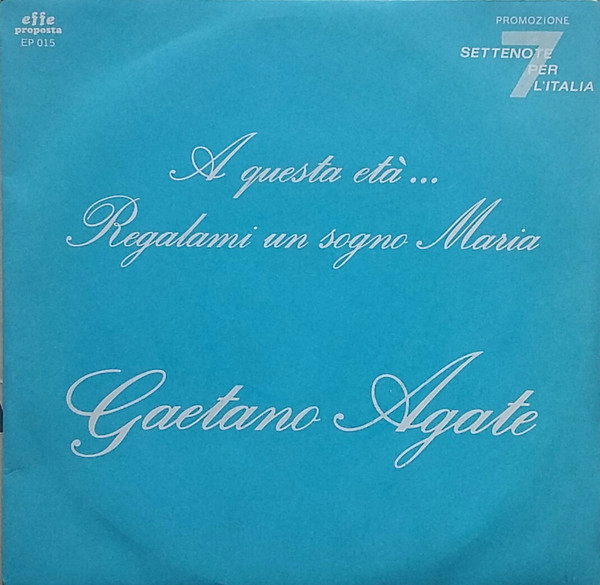 effe
proposta
EP 015
PROMOZIONE
7
SETTENOTE
PER
L'ITALIA
A questa età...
Regalami un sogno Maria
Gaetano Agate